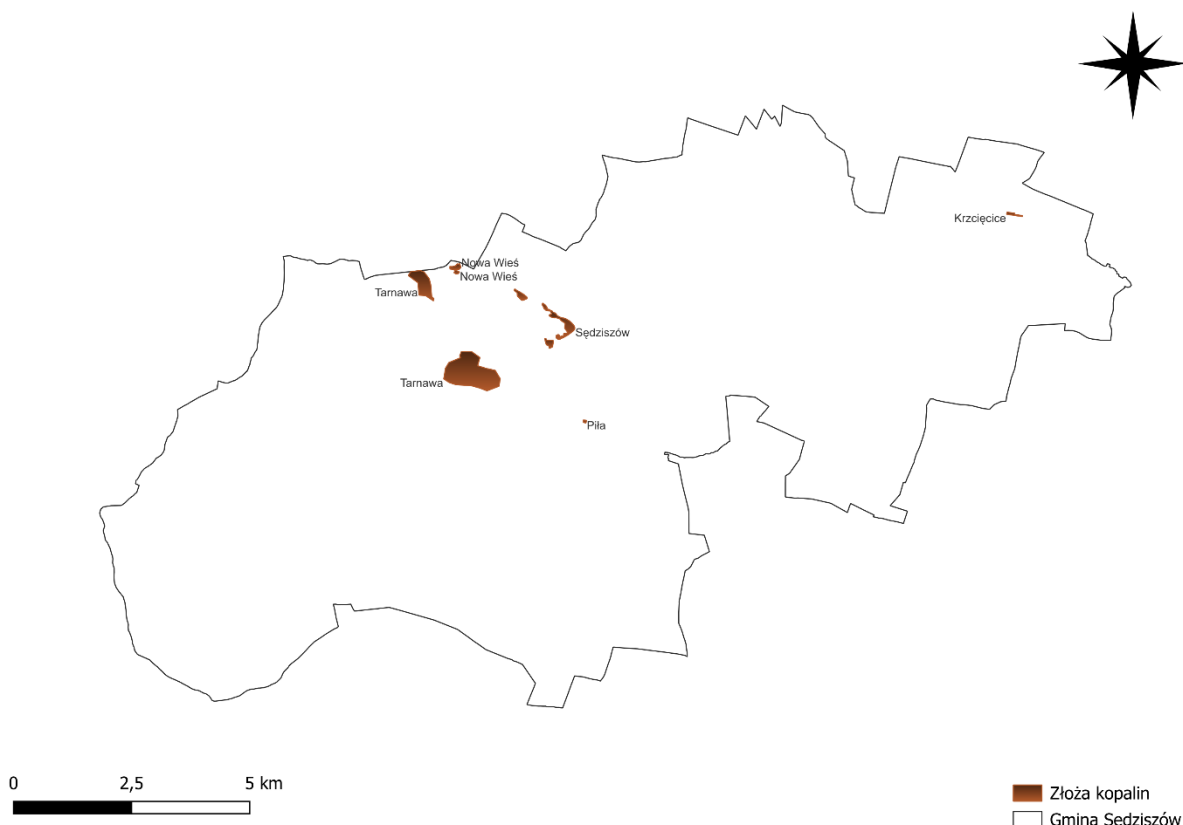 Krzcięcice
Nowa Wieś
Nowa Wieś
Tarnawa
Sędziszów
Tarnawa
Piła
0 2,5 5 km
Złoża kopalin
Gmina Sędziszów